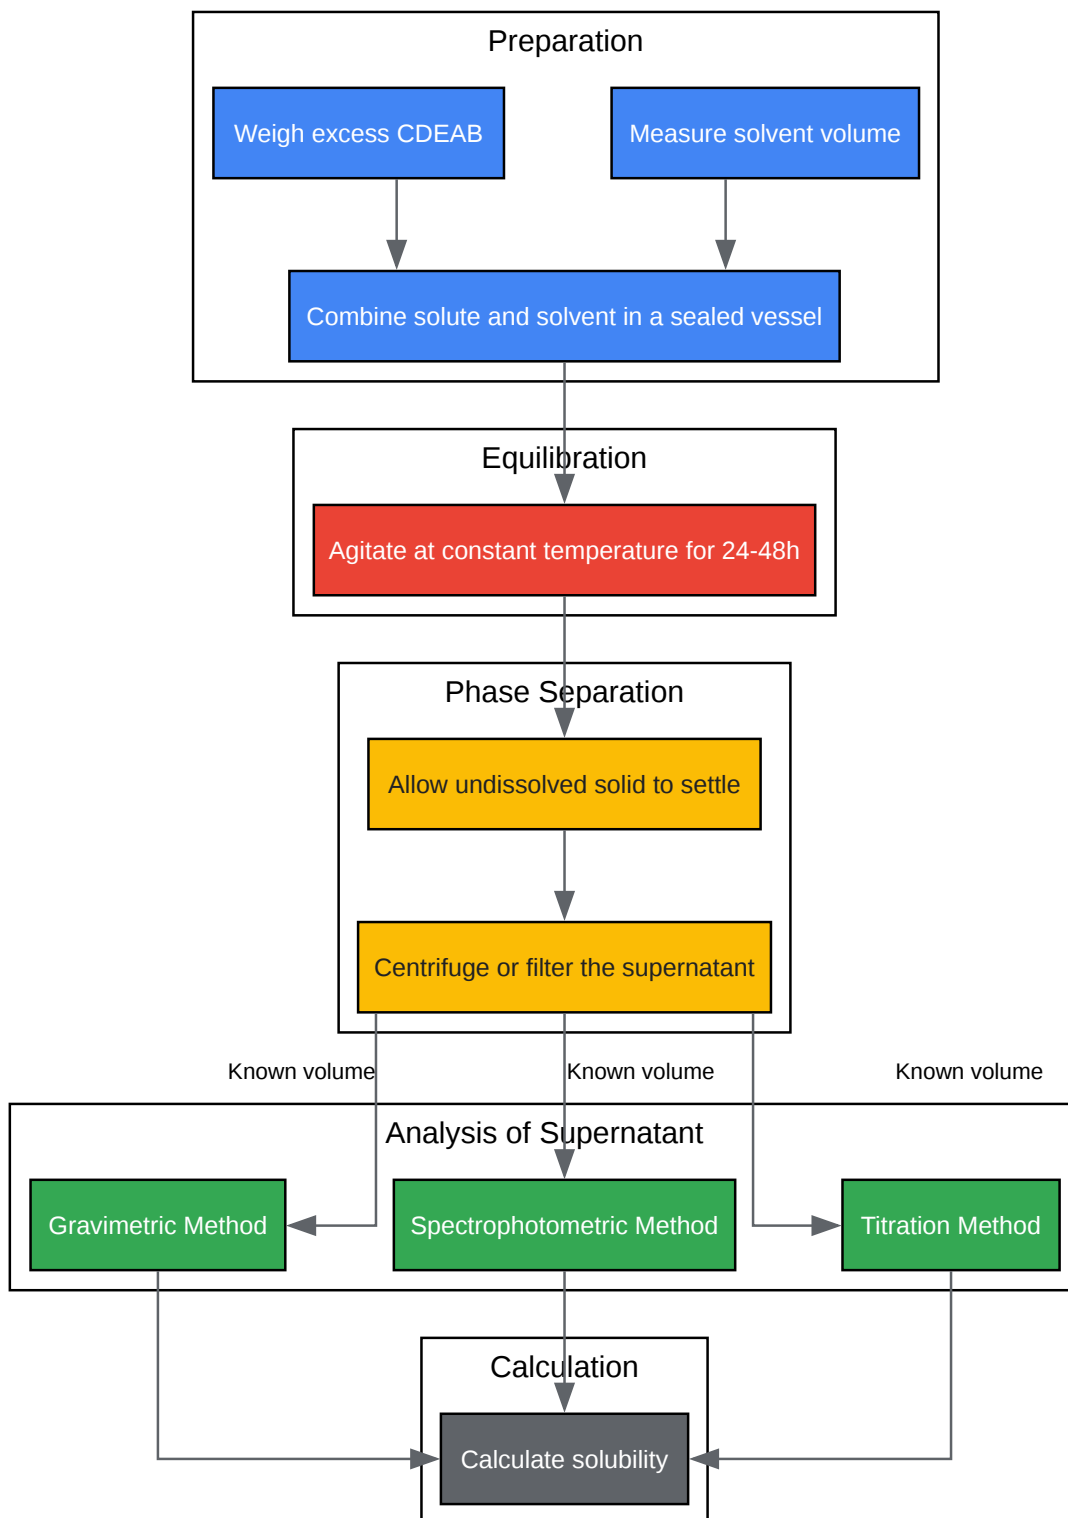 Preparation
Weigh excess CDEAB
Measure solvent volume
Combine solute and solvent in a sealed vessel
Equilibration
Agitate at constant temperature for 24-48h
Phase Separation
Allow undissolved solid to settle
Centrifuge or filter the supernatant
Known volume
Known volume
Known volume
Analysis of Supernatant
Gravimetric Method
Spectrophotometric Method
Titration Method
Calculation
Calculate solubility